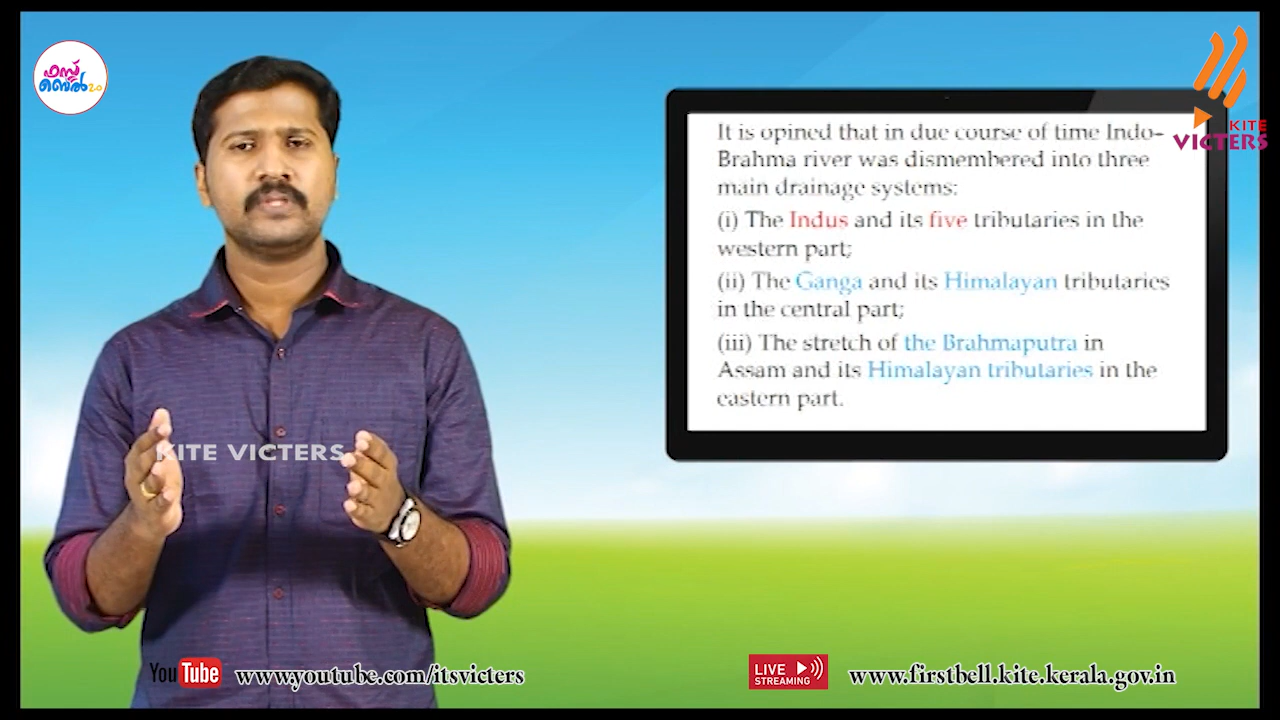 ഫസ്റ്റ്
ബെൽ 2.0
KITE
VICTERS
It is opined that in due course of time Indo-
Brahma river was dismembered into three
main drainage systems:
(i) The Indus and its five tributaries in the
western part;
(ii) The Ganga and its Himalayan tributaries
in the central part;
(iii) The stretch of the Brahmaputra in
Assam and its Himalayan tributaries in the
eastern part.
KITE VICTERS
YouTube www.youtube.com/itsvicters
LIVE
STREAMING
www.firstbell.kite.kerala.gov.in